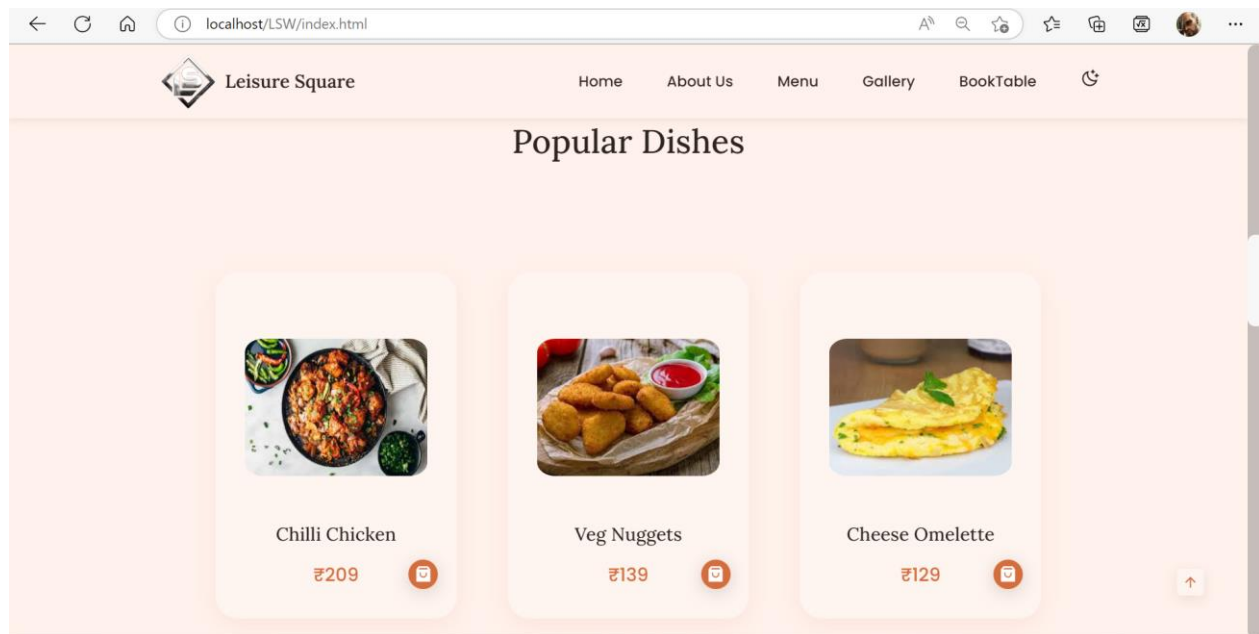 localhost/LSW/index.html
Leisure Square Home About Us Menu Gallery BookTable
Popular Dishes
Chilli Chicken Veg Nuggets Cheese Omelette
₹209 ₹139 ₹129